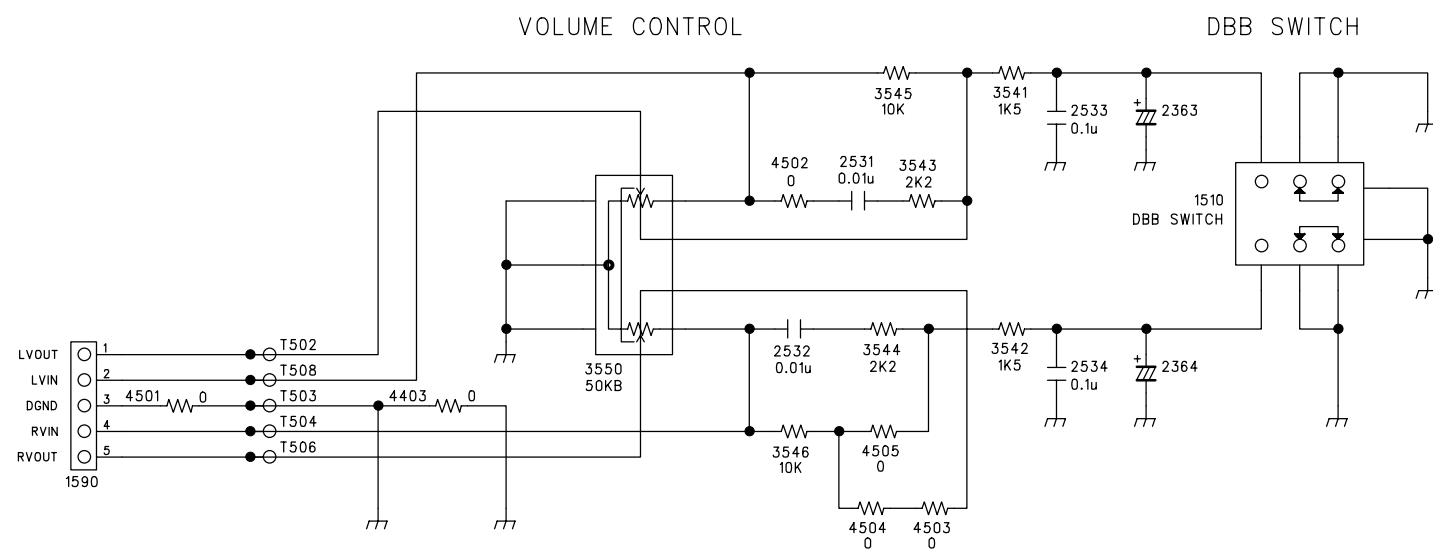 VOLUME CONTROL
DBB SWITCH
3545
10K
3541
1K5
2533
0.1u
+
2363
4502
0
2531
0.01u
3543
2K2
1510
DBB SWITCH
3550
50KB
2532
0.01u
3544
2K2
3542
1K5
2534
0.1u
+
2364
LVOUT
1
T502
LVIN
2
T508
DGND
3
4501
0
T503
4403
0
RVIN
4
T504
RVOUT
5
T506
1590
3546
10K
4505
0
4504
0
4503
0